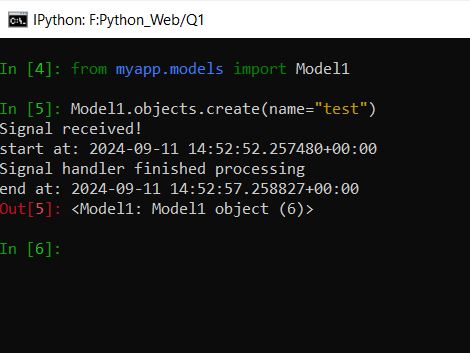 IPython: F:Python_Web/Q1
In [4]: from myapp.models import Model1
In [5]: Model1.objects.create(name="test")
Signal received!
start at: 2024-09-11 14:52:52.257480+00:00
Signal handler finished processing
end at: 2024-09-11 14:52:57.258827+00:00
Out[5]: <Model1: Model1 object (6)>
In [6]: